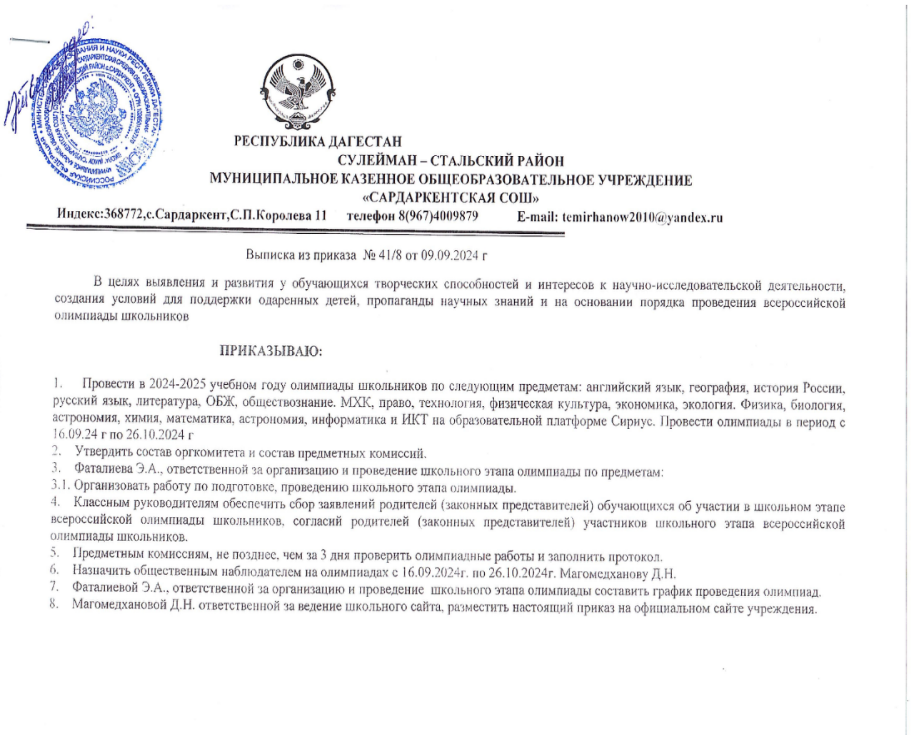 РЕСПУБЛИКА ДАГЕСТАН
СУЛЕЙМАН – СТАЛЬСКИЙ РАЙОН
МУНИЦИПАЛЬНОЕ КАЗЕННОЕ ОБЩЕОБРАЗОВАТЕЛЬНОЕ УЧРЕЖДЕНИЕ
«САРДАРКЕНТСКАЯ СОШ»
Индекс:368772,с.Сардаркент,С.П.Королева 11 телефон 8(967)4009879 E-mail: temirhanow2010@yandex.ru
Выписка из приказа № 41/8 от 09.09.2024 г
В целях выявления и развития у обучающихся творческих способностей и интересов к научно-исследовательской деятельности,
создания условий для поддержки одаренных детей, пропаганды научных знаний и на основании порядка проведения всероссийской
олимпиады школьников
ПРИКАЗЫВАЮ:
1. Провести в 2024-2025 учебном году олимпиады школьников по следующим предметам: английский язык, география, история России,
русский язык, литература, ОБЖ, обществознание. МХК, право, технология, физическая культура, экономика, экология. Физика, биология,
астрономия, химия, математика, астрономия, информатика и ИКТ на образовательной платформе Сириус. Провести олимпиады в период с
16.09.24 г по 26.10.2024 г
2. Утвердить состав оргкомитета и состав предметных комиссий.
3. Фаталиева Э.А., ответственной за организацию и проведение школьного этапа олимпиады по предметам:
3.1. Организовать работу по подготовке, проведению школьного этапа олимпиады.
4. Классным руководителям обеспечить сбор заявлений родителей (законных представителей) обучающихся об участии в школьном этапе
всероссийской олимпиады школьников, согласий родителей (законных представителей) участников школьного этапа всероссийской
олимпиады школьников.
5. Предметным комиссиям, не позднее, чем за 3 дня проверить олимпиадные работы и заполнить протокол.
6. Назначить общественным наблюдателем на олимпиадах с 16.09.2024г. по 26.10.2024г. Магомедханову Д.Н.
7. Фаталиевой Э.А., ответственной за организацию и проведение школьного этапа олимпиады составить график проведения олимпиад.
8. Магомедхановой Д.Н. ответственной за ведение школьного сайта, разместить настоящий приказ на официальном сайте учреждения.